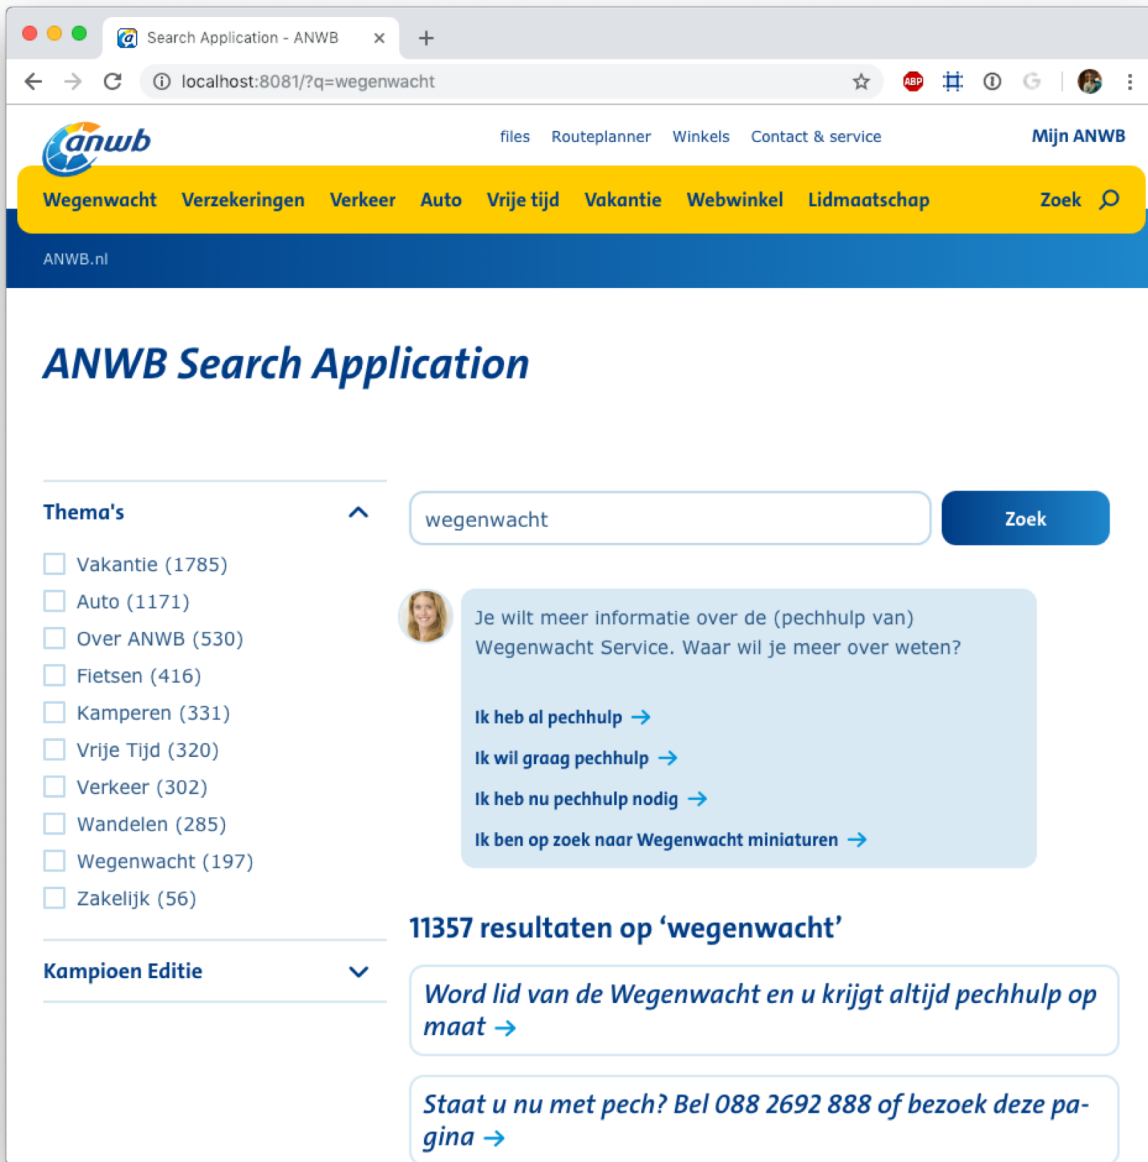 Search Application - ANWB
localhost:8081/?q=wegenwacht
ABP
G
anwb
files Routeplanner Winkels Contact & service Mijn ANWB
Wegenwacht Verzekeringen Verkeer Auto Vrije tijd Vakantie Webwinkel Lidmaatschap Zoek
ANWB.nl
ANWB Search Application
Thema's
Vakantie (1785)
Auto (1171)
Over ANWB (530)
Fietsen (416)
Kamperen (331)
Vrije Tijd (320)
Verkeer (302)
Wandelen (285)
Wegenwacht (197)
Zakelijk (56)
Kampioen Editie
wegenwacht
Zoek
Je wilt meer informatie over de (pechhulp van)
Wegenwacht Service. Waar wil je meer over weten?
Ik heb al pechhulp →
Ik wil graag pechhulp →
Ik heb nu pechhulp nodig →
Ik ben op zoek naar Wegenwacht miniaturen →
11357 resultaten op ‘wegenwacht’
Word lid van de Wegenwacht en u krijgt altijd pechhulp op
maat →
Staat u nu met pech? Bel 088 2692 888 of bezoek deze pa-
gina →